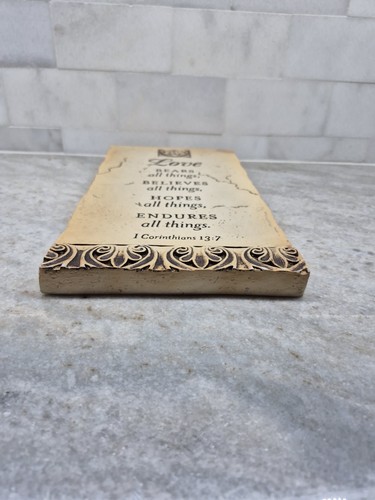 Love
BEARS
all things,
BELIEVES
all things,
HOPES
all things,
ENDURES
all things.
1 Corinthians 13:7